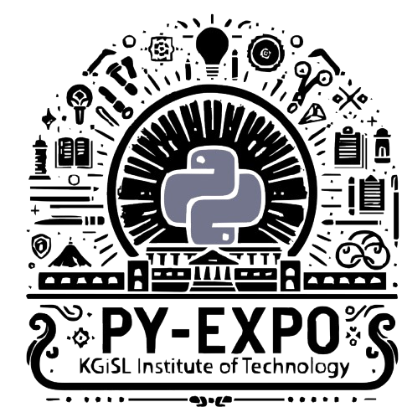 PY-EXPO
KGiSL Institute of Technology